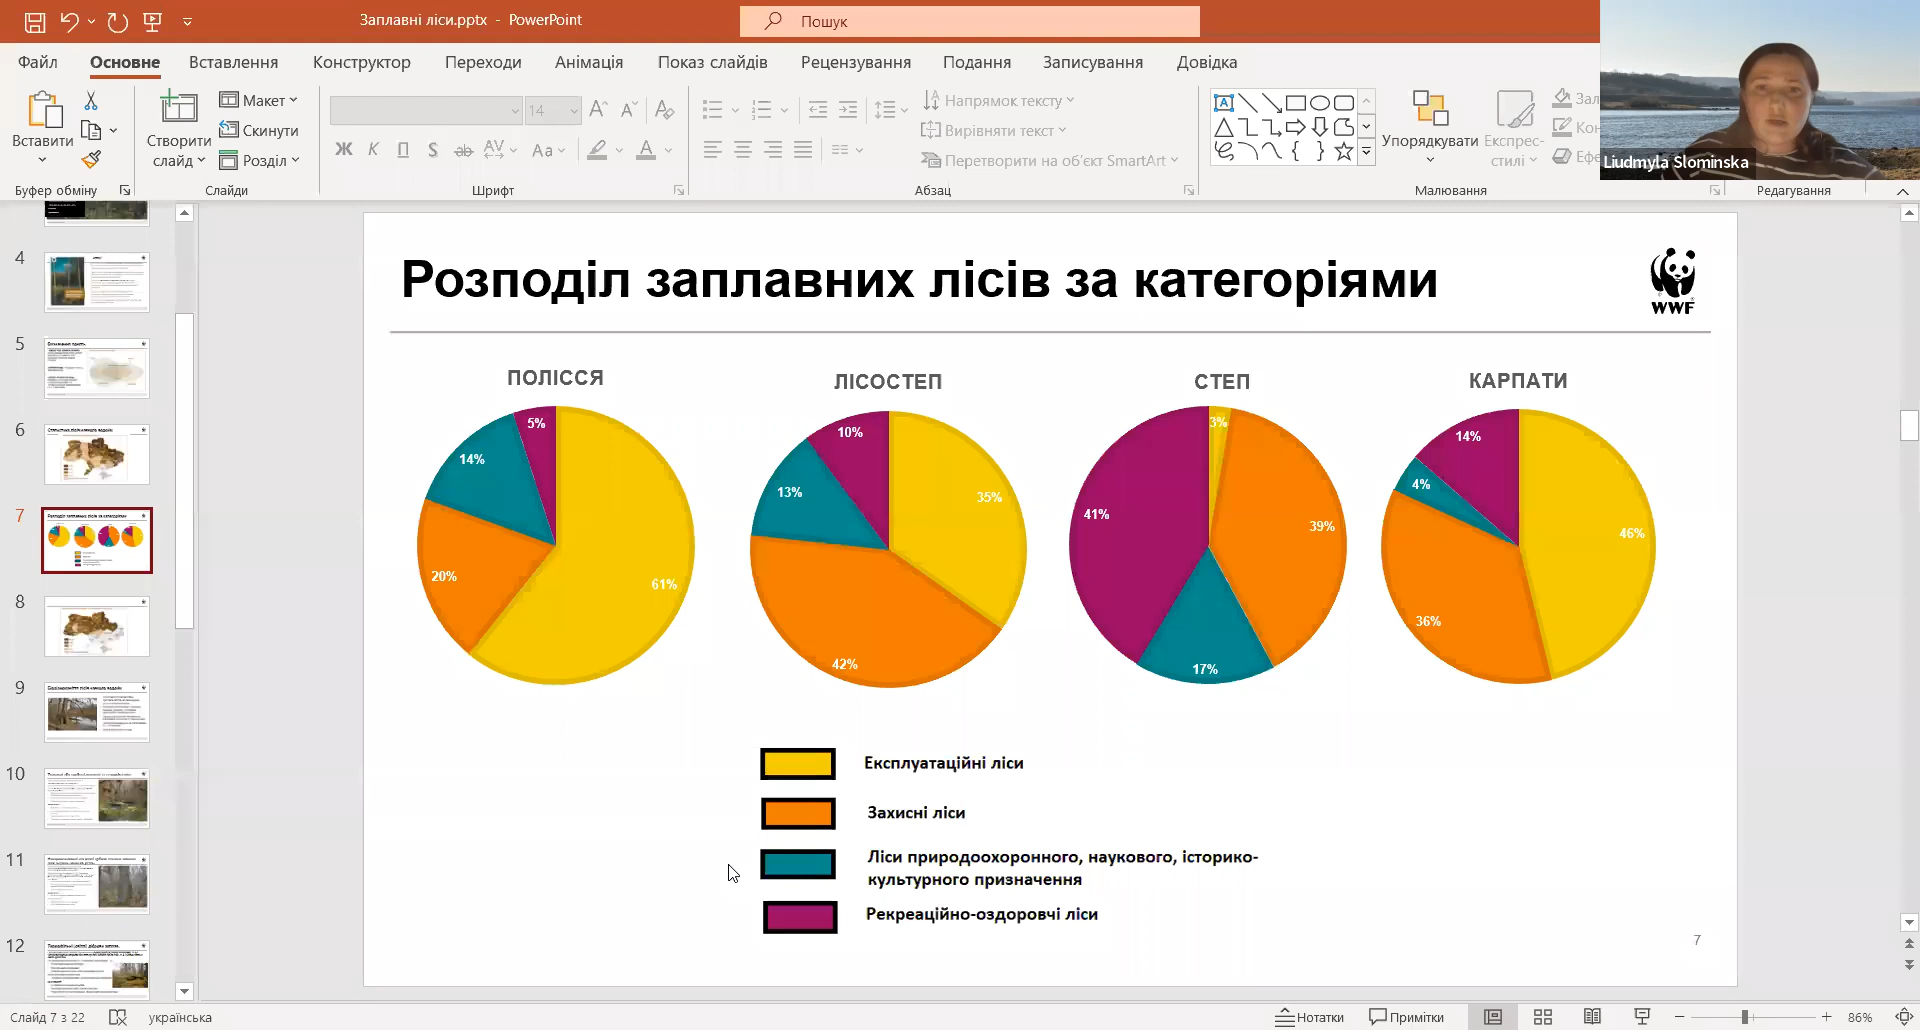 Заплавні ліси.pptx - PowerPoint
Пошук
Файл Основне Вставлення Конструктор Переходи Анімація Показ слайдів Рецензування Подання Записування Довідка
Вставити
Створити слайд
Макет
Скинути
Розділ
14
Ж К П S ab AV Aa А
Напрямок тексту
Вирівняти текст
Перетворити на об'єкт SmartArt
Упорядкувати
Експрес-
стилі
Буфер обміну Слайди Шрифт Абзац Малювання Редагування
Liudmyla Slominska
4
5
6
7
8
9
10
11
12
Розподіл заплавних лісів за категоріями
WWF
ПОЛІССЯ
5%
14%
20%
61%
ЛІСОСТЕП
10%
13%
35%
42%
СТЕП
3%
41%
39%
17%
КАРПАТИ
14%
4%
46%
36%
Експлуатаційні ліси
Захисні ліси
Ліси природоохоронного, наукового, історико-
культурного призначення
Рекреаційно-оздоровчі ліси
7
Слайд 7 з 22 українська Нотатки Примітки 86%